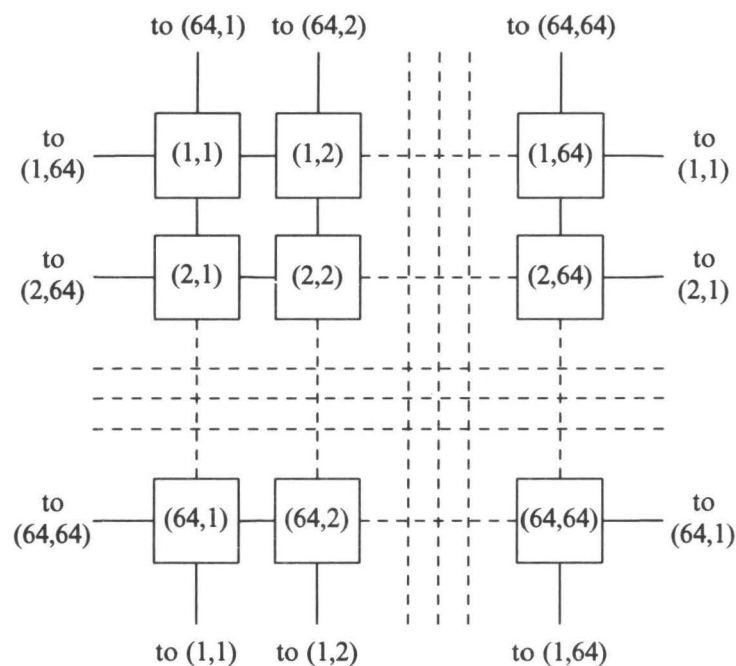 to (64,1) to (64,2) to (64,64)
to
(1,64)
(1,1) (1,2) (1,64)
to
(1,1)
to
(2,64)
(2,1) (2,2) (2,64)
to
(2,1)
to
(64,64)
(64,1) (64,2) (64,64)
to
(64,1)
to (1,1) to (1,2) to (1,64)